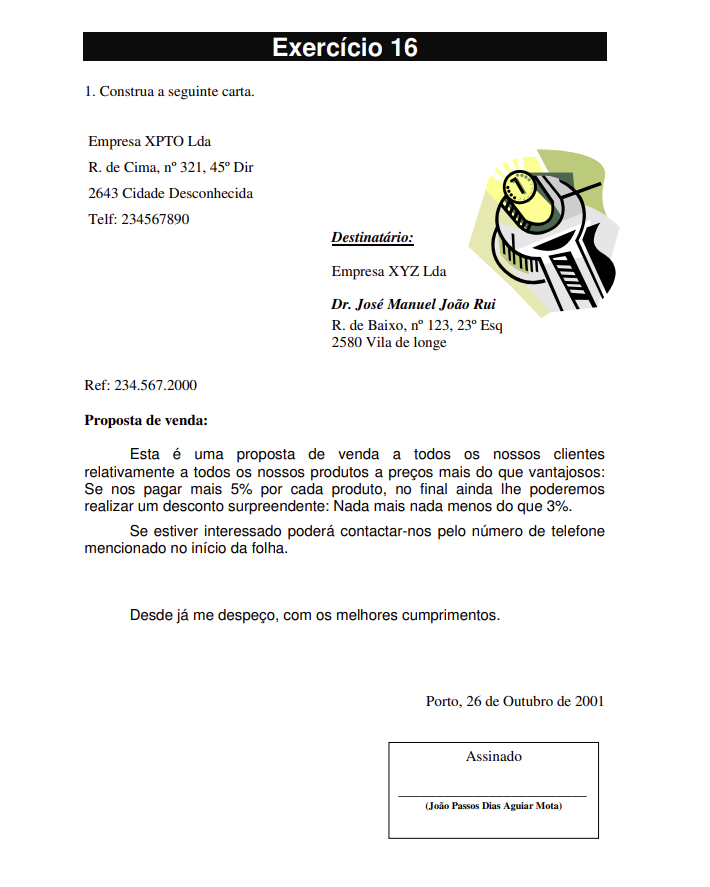 Exercício 16
1. Construa a seguinte carta.
Empresa XPTO Lda
R. de Cima, nº 321, 45º Dir
2643 Cidade Desconhecida
Telf: 234567890
Destinatário:
Empresa XYZ Lda
Dr. José Manuel João Rui
R. de Baixo, nº 123, 23º Esq
2580 Vila de longe
Ref: 234.567.2000
Proposta de venda:
Esta é uma proposta de venda a todos os nossos clientes
relativamente a todos os nossos produtos a preços mais do que vantajosos:
Se nos pagar mais 5% por cada produto, no final ainda lhe poderemos
realizar um desconto surpreendente: Nada mais nada menos do que 3%.
Se estiver interessado poderá contactar-nos pelo número de telefone
mencionado no início da folha.
Desde já me despeço, com os melhores cumprimentos.
Porto, 26 de Outubro de 2001
Assinado
(João Passos Dias Aguiar Mota)